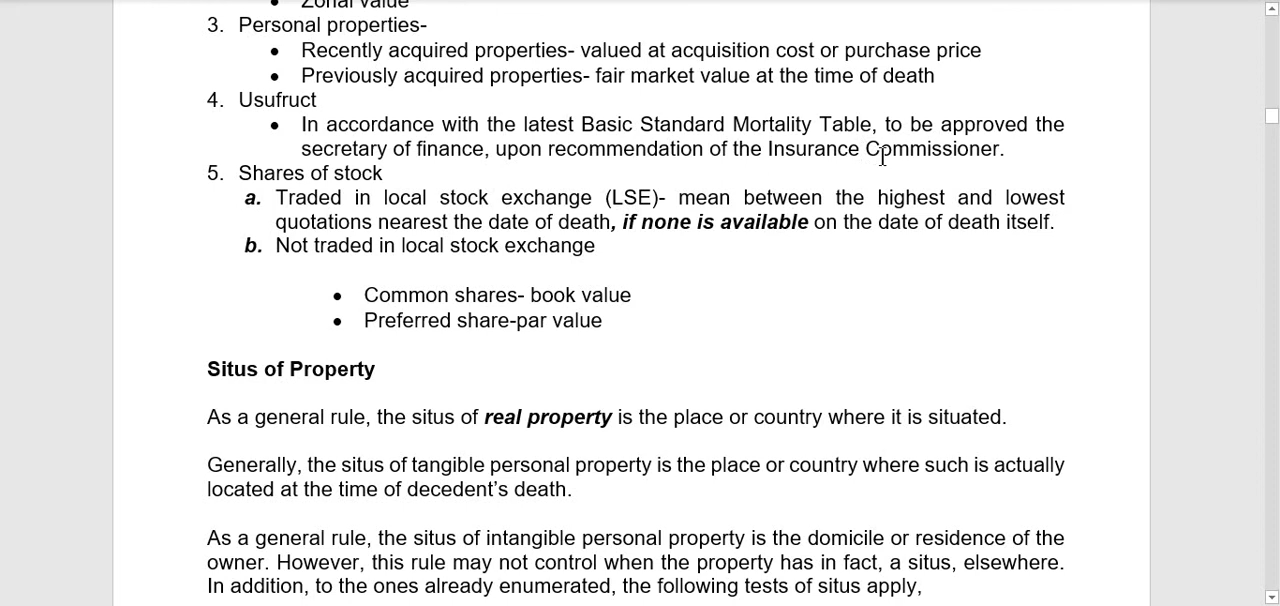 • Zonal value
3. Personal properties-
• Recently acquired properties- valued at acquisition cost or purchase price
• Previously acquired properties- fair market value at the time of death
4. Usufruct
• In accordance with the latest Basic Standard Mortality Table, to be approved the
secretary of finance, upon recommendation of the Insurance Commissioner.
5. Shares of stock
a. Traded in local stock exchange (LSE)- mean between the highest and lowest
quotations nearest the date of death, if none is available on the date of death itself.
b. Not traded in local stock exchange
• Common shares- book value
• Preferred share-par value
Situs of Property
As a general rule, the situs of real property is the place or country where it is situated.
Generally, the situs of tangible personal property is the place or country where such is actually
located at the time of decedent’s death.
As a general rule, the situs of intangible personal property is the domicile or residence of the
owner. However, this rule may not control when the property has in fact, a situs, elsewhere.
In addition, to the ones already enumerated, the following tests of situs apply,